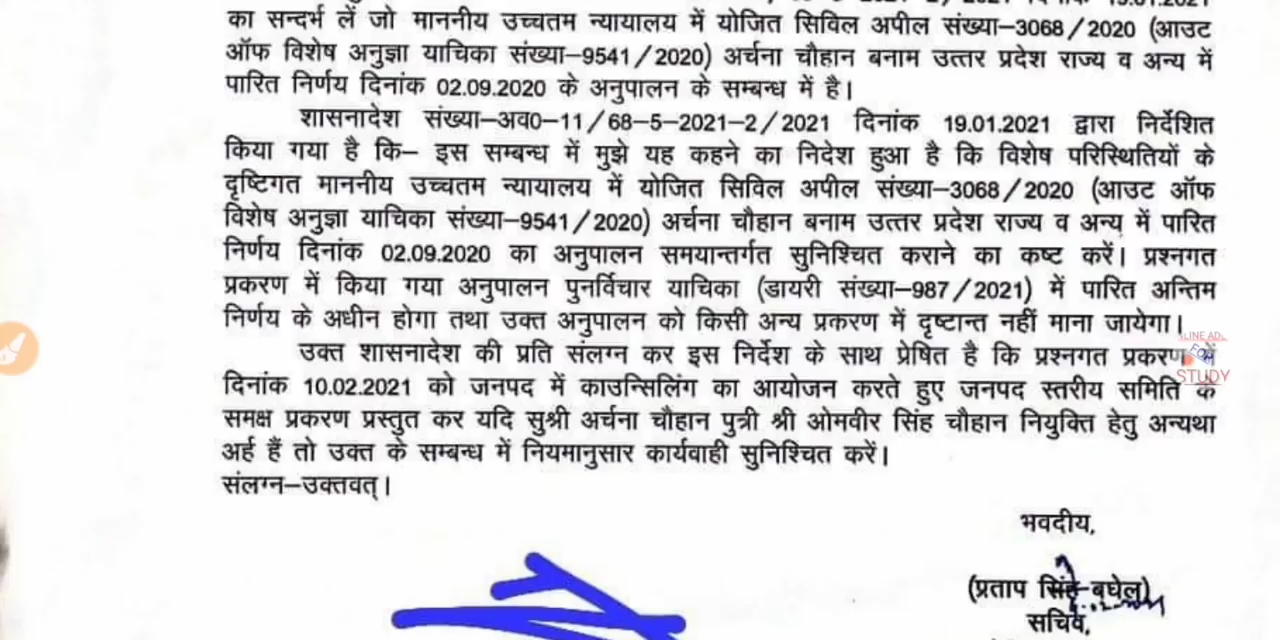 का सन्दर्भ लें जो माननीय उच्चतम न्यायालय में योजित सिविल अपील संख्या–3068/2020 (आउट
ऑफ विशेष अनुज्ञा याचिका संख्या–9541/2020) अर्चना चौहान बनाम उत्तर प्रदेश राज्य व अन्य में
पारित निर्णय दिनांक 02.09.2020 के अनुपालन के सम्बन्ध में है।
शासनादेश संख्या–अव0–11/68–5–2021–2/2021 दिनांक 19.01.2021 द्वारा निर्देशित
किया गया है कि– इस सम्बन्ध में मुझे यह कहने का निदेश हुआ है कि विशेष परिस्थितियों के
दृष्टिगत माननीय उच्चतम न्यायालय में योजित सिविल अपील संख्या–3068/2020 (आउट ऑफ
विशेष अनुज्ञा याचिका संख्या–9541/2020) अर्चना चौहान बनाम उत्तर प्रदेश राज्य व अन्य में पारित
निर्णय दिनांक 02.09.2020 का अनुपालन समयान्तर्गत सुनिश्चित कराने का कष्ट करें। प्रश्नगत
प्रकरण में किया गया अनुपालन पुनर्विचार याचिका (डायरी संख्या–987/2021) में पारित अन्तिम
निर्णय के अधीन होगा तथा उक्त अनुपालन को किसी अन्य प्रकरण में दृष्टान्त नहीं माना जायेगा।
उक्त शासनादेश की प्रति संलग्न कर इस निर्देश के साथ प्रेषित है कि प्रश्नगत प्रकरण में
दिनांक 10.02.2021 को जनपद में काउन्सिलिंग का आयोजन करते हुए जनपद स्तरीय समिति के
समक्ष प्रकरण प्रस्तुत कर यदि सुश्री अर्चना चौहान पुत्री श्री ओमवीर सिंह चौहान नियुक्ति हेतु अन्यथा
अर्ह हैं तो उक्त के सम्बन्ध में नियमानुसार कार्यवाही सुनिश्चित करें।
संलग्न–उक्तवत्।
भवदीय,
(प्रताप सिंह बघेल)
सचिव,
FOR
STUDY